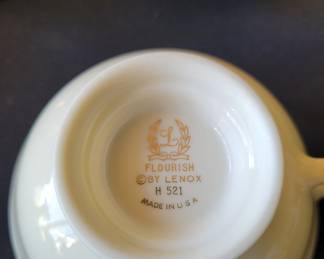 L
FLOURISH
© BY LENOX
H 521
MADE IN U S A